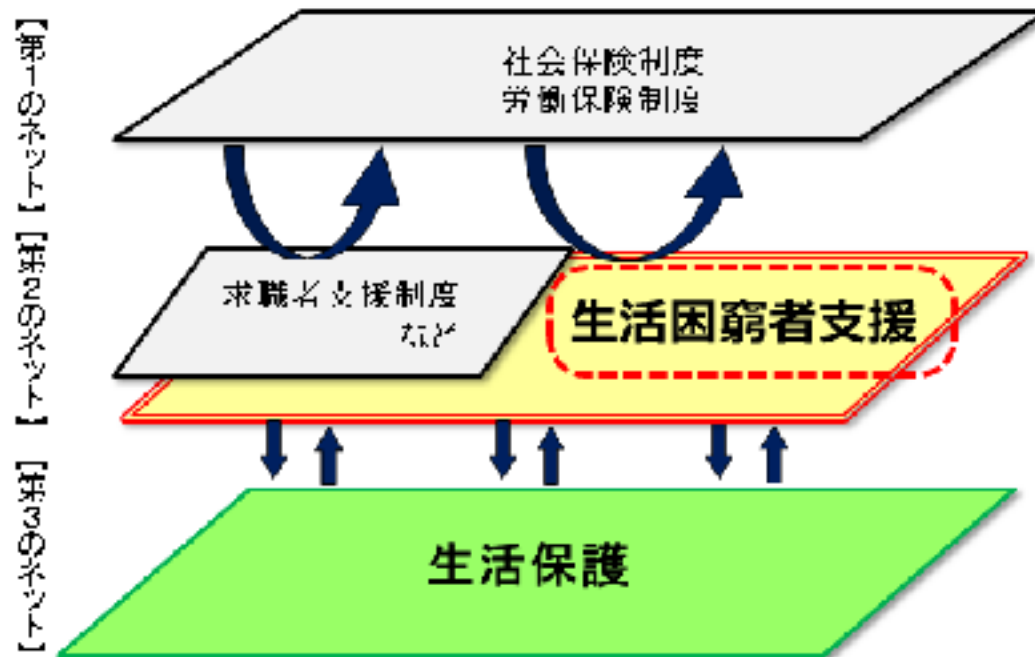 【第1のネット】
社会保険制度
労働保険制度
【第2のネット】
求職者支援制度
など
生活困窮者支援
【第3のネット】
生活保護